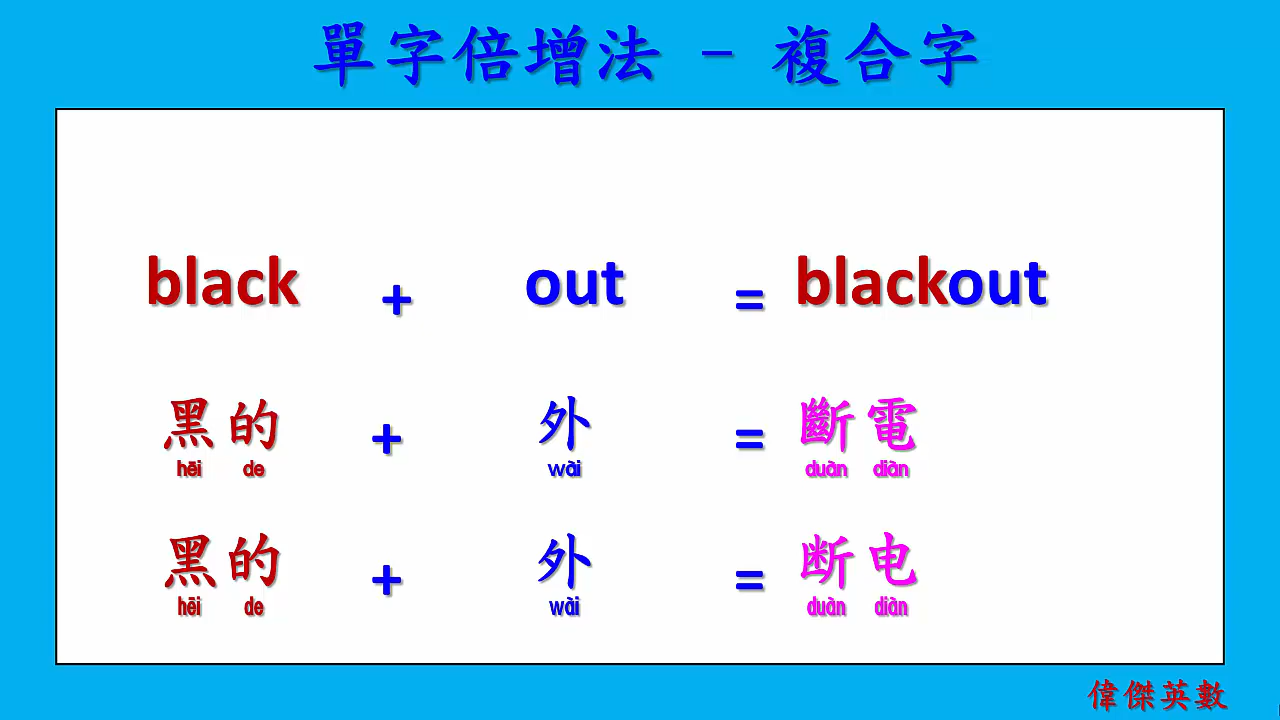 單字倍增法 - 複合字
black + out = blackout
黑的 + 外 = 斷電
hēi de wài duàn diàn
黑的 + 外 = 断电
hēi de wài duàn diàn
偉傑英數